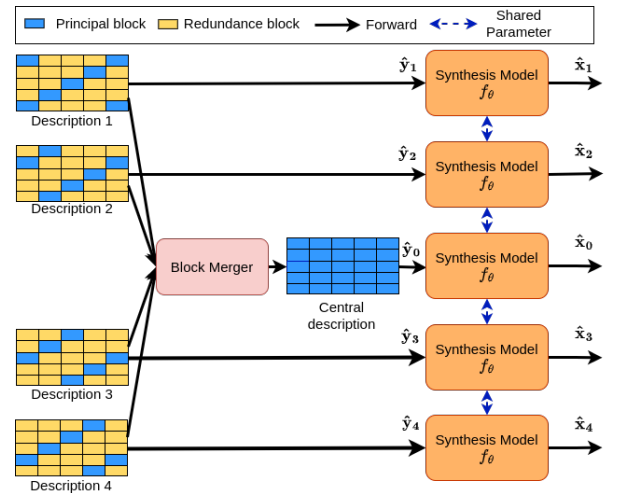 Principal block
Redundance block
Forward
Shared
Parameter
Description 1
ŷ₁
Synthesis Model
f_θ
x̂₁
Description 2
ŷ₂
Synthesis Model
f_θ
x̂₂
Block Merger
Central
description
ŷ₀
Synthesis Model
f_θ
x̂₀
Description 3
ŷ₃
Synthesis Model
f_θ
x̂₃
Description 4
ŷ₄
Synthesis Model
f_θ
x̂₄